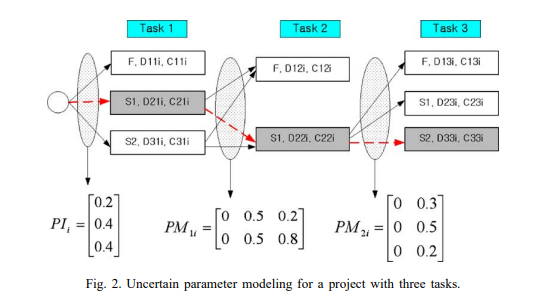 Task 1 Task 2 Task 3
F, D11i, C11i F, D12i, C12i F, D13i, C13i
S1, D21i, C21i S1, D23i, C23i
S2, D31i, C31i S1, D22i, C22i S2, D33i, C33i
PI_i = [0.2 0.4 0.4] PM_1i = [0 0.5 0.2 0 0.5 0.8] PM_2i = [0 0.3 0 0.5 0 0.2]
Fig. 2. Uncertain parameter modeling for a project with three tasks.